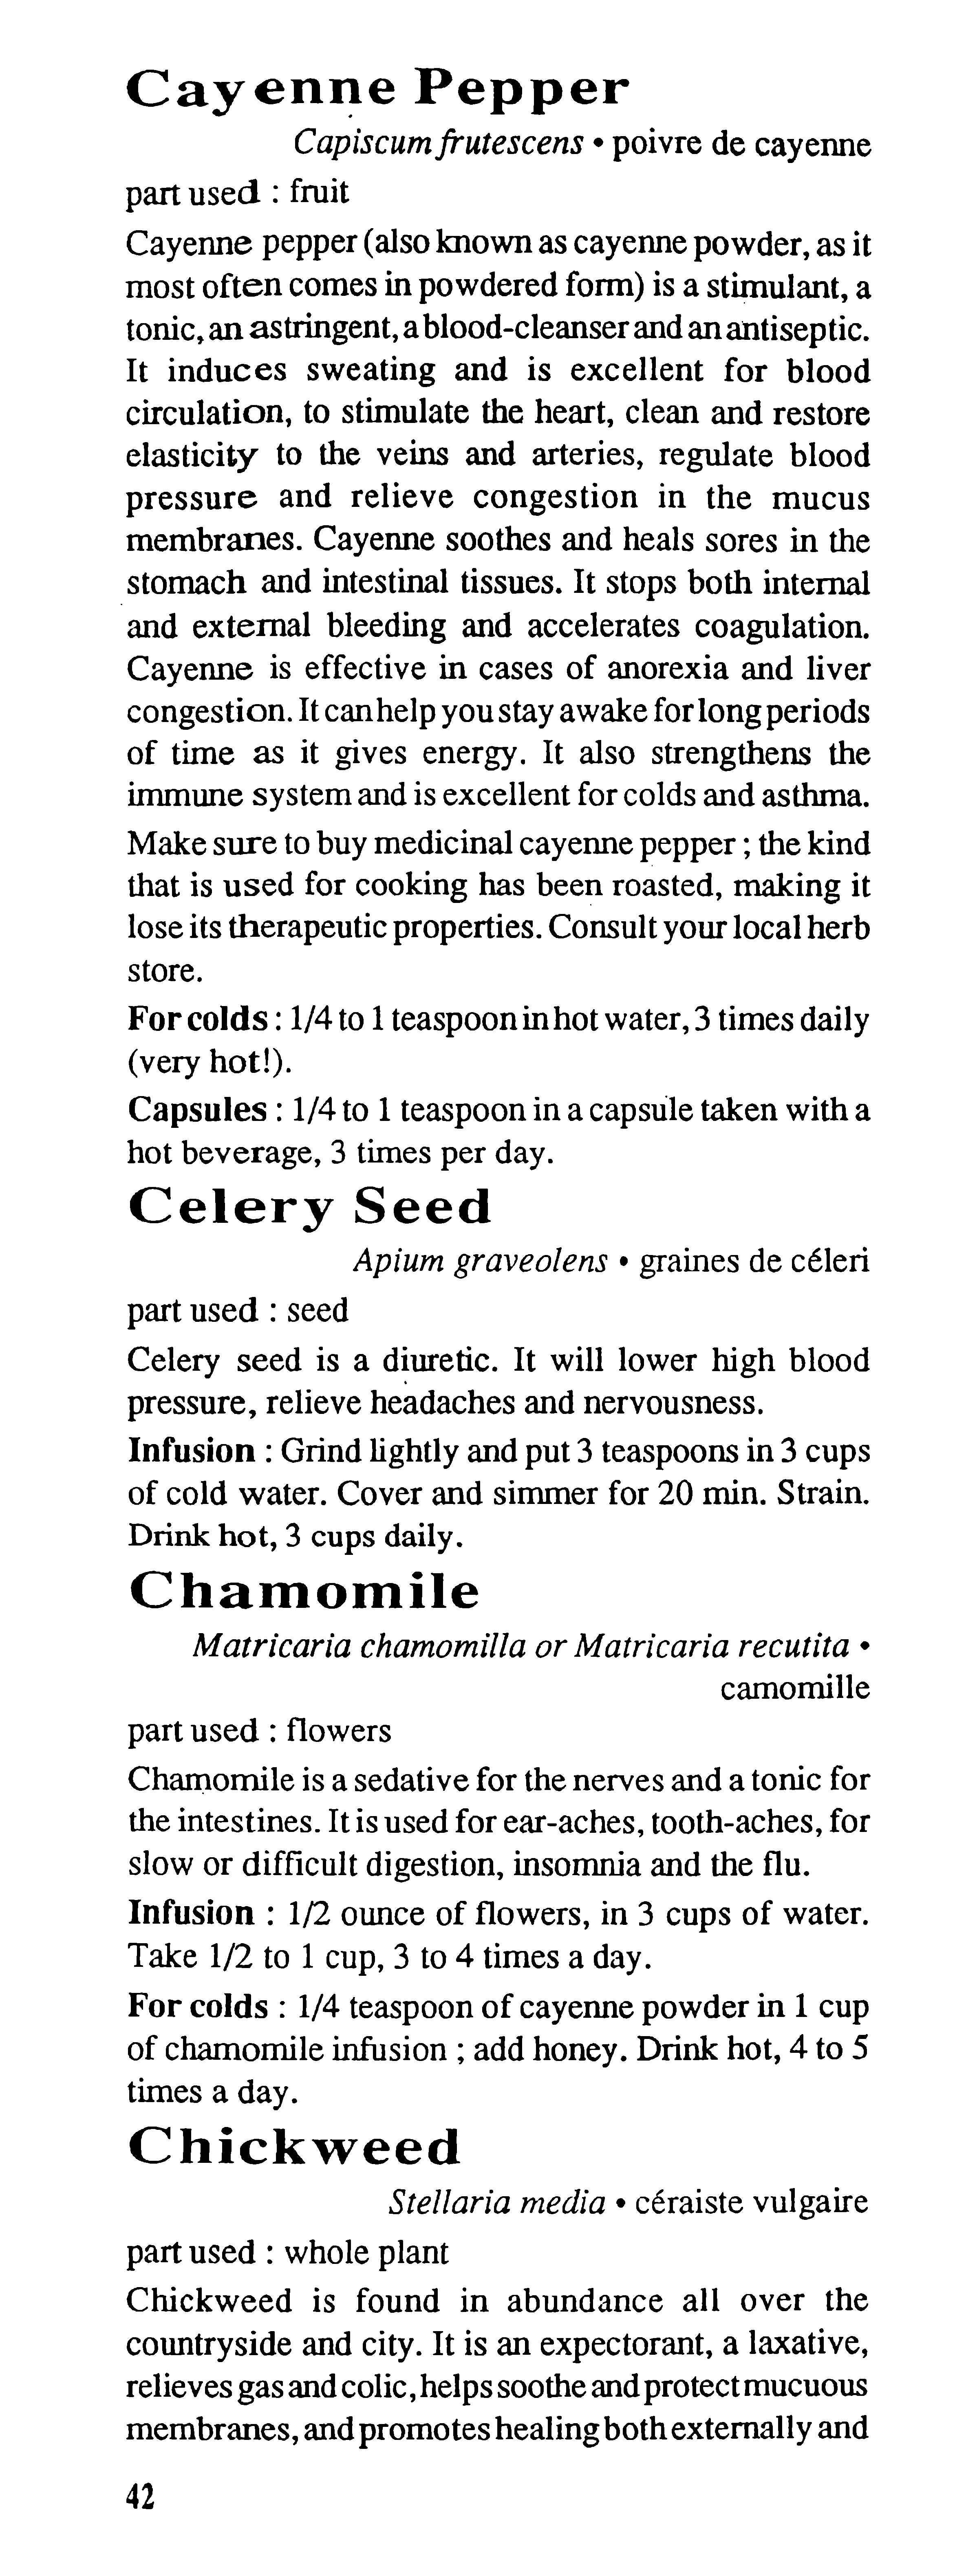 Cayenne Pepper
Capiscum frutescens • poivre de cayenne
part used : fruit
Cayenne pepper (also known as cayenne powder, as it
most often comes in powdered form) is a stimulant, a
tonic, an astringent, a blood-cleanser and an antiseptic.
It induces sweating and is excellent for blood
circulation, to stimulate the heart, clean and restore
elasticity to the veins and arteries, regulate blood
pressure and relieve congestion in the mucus
membranes. Cayenne soothes and heals sores in the
stomach and intestinal tissues. It stops both internal
and external bleeding and accelerates coagulation.
Cayenne is effective in cases of anorexia and liver
congestion. It can help you stay awake for long periods
of time as it gives energy. It also strengthens the
immune system and is excellent for colds and asthma.
Make sure to buy medicinal cayenne pepper ; the kind
that is used for cooking has been roasted, making it
lose its therapeutic properties. Consult your local herb
store.
For colds : 1/4 to 1 teaspoon in hot water, 3 times daily
(very hot!).
Capsules : 1/4 to 1 teaspoon in a capsule taken with a
hot beverage, 3 times per day.
Celery Seed
Apium graveolens • graines de céleri
part used : seed
Celery seed is a diuretic. It will lower high blood
pressure, relieve headaches and nervousness.
Infusion : Grind lightly and put 3 teaspoons in 3 cups
of cold water. Cover and simmer for 20 min. Strain.
Drink hot, 3 cups daily.
Chamomile
Matricaria chamomilla or Matricaria recutita •
camomille
part used : flowers
Chamomile is a sedative for the nerves and a tonic for
the intestines. It is used for ear-aches, tooth-aches, for
slow or difficult digestion, insomnia and the flu.
Infusion : 1/2 ounce of flowers, in 3 cups of water.
Take 1/2 to 1 cup, 3 to 4 times a day.
For colds : 1/4 teaspoon of cayenne powder in 1 cup
of chamomile infusion ; add honey. Drink hot, 4 to 5
times a day.
Chickweed
Stellaria media • céraiste vulgaire
part used : whole plant
Chickweed is found in abundance all over the
countryside and city. It is an expectorant, a laxative,
relieves gas and colic, helps soothe and protect mucuous
membranes, and promotes healing both externally and
42